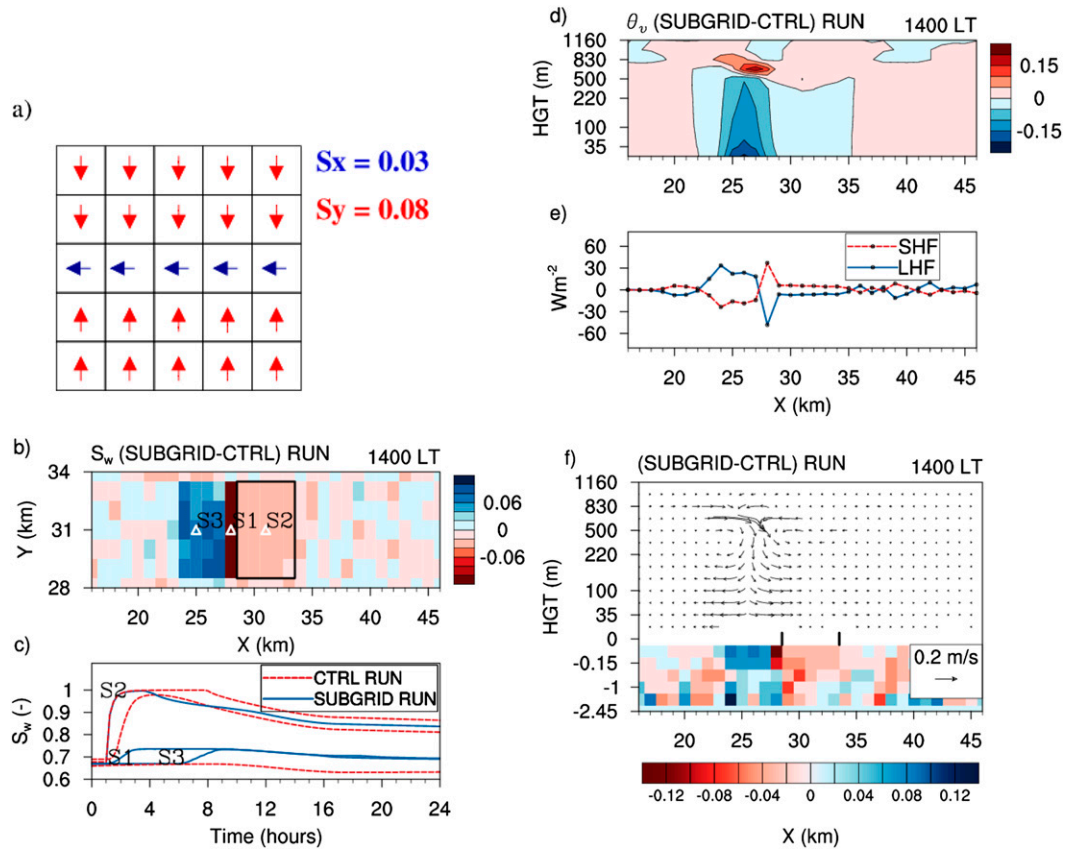 a)
Sx = 0.03
Sy = 0.08
b)
S_w (SUBGRID-CTRL) RUN 1400 LT
34
31
28
Y (km)
S3 S1 S2
0.06
0
-0.06
20 25 30 35 40 45
X (km)
c)
CTRL RUN
SUBGRID RUN
S_w (-)
1
0.9
0.8
0.7
0.6
S2
S1 S3
0 4 8 12 16 20 24
Time (hours)
d)
θ_v (SUBGRID-CTRL) RUN 1400 LT
HGT (m)
1160
830
500
220
100
35
0.15
0
-0.15
20 25 30 35 40 45
e)
SHF
LHF
Wm⁻²
60
30
0
-30
-60
20 25 30 35 40 45
X (km)
f)
(SUBGRID-CTRL) RUN 1400 LT
HGT (m)
1160
830
500
220
100
35
0
-0.15
-1
-2.45
0.2 m/s
20 25 30 35 40 45
-0.12 -0.08 -0.04 0 0.04 0.08 0.12
X (km)